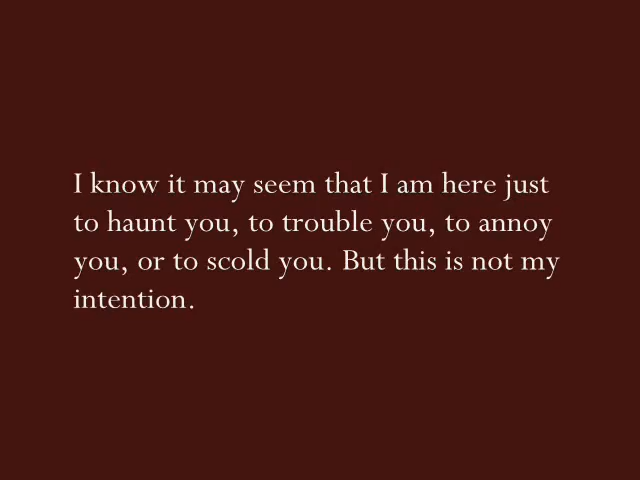 I know it may seem that I am here just
to haunt you, to trouble you, to annoy
you, or to scold you. But this is not my
intention.